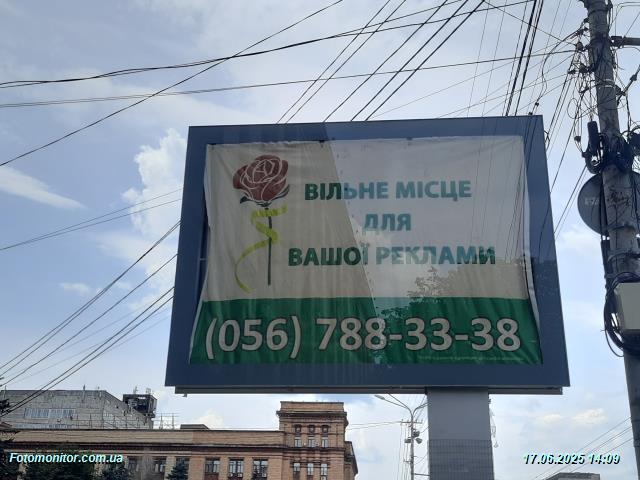 ВІЛЬНЕ МІСЦЕ
ДЛЯ
ВАШОЇ РЕКЛАМИ
(056) 788-33-38
Fotomonitor.com.ua
17.06.2025 14:09